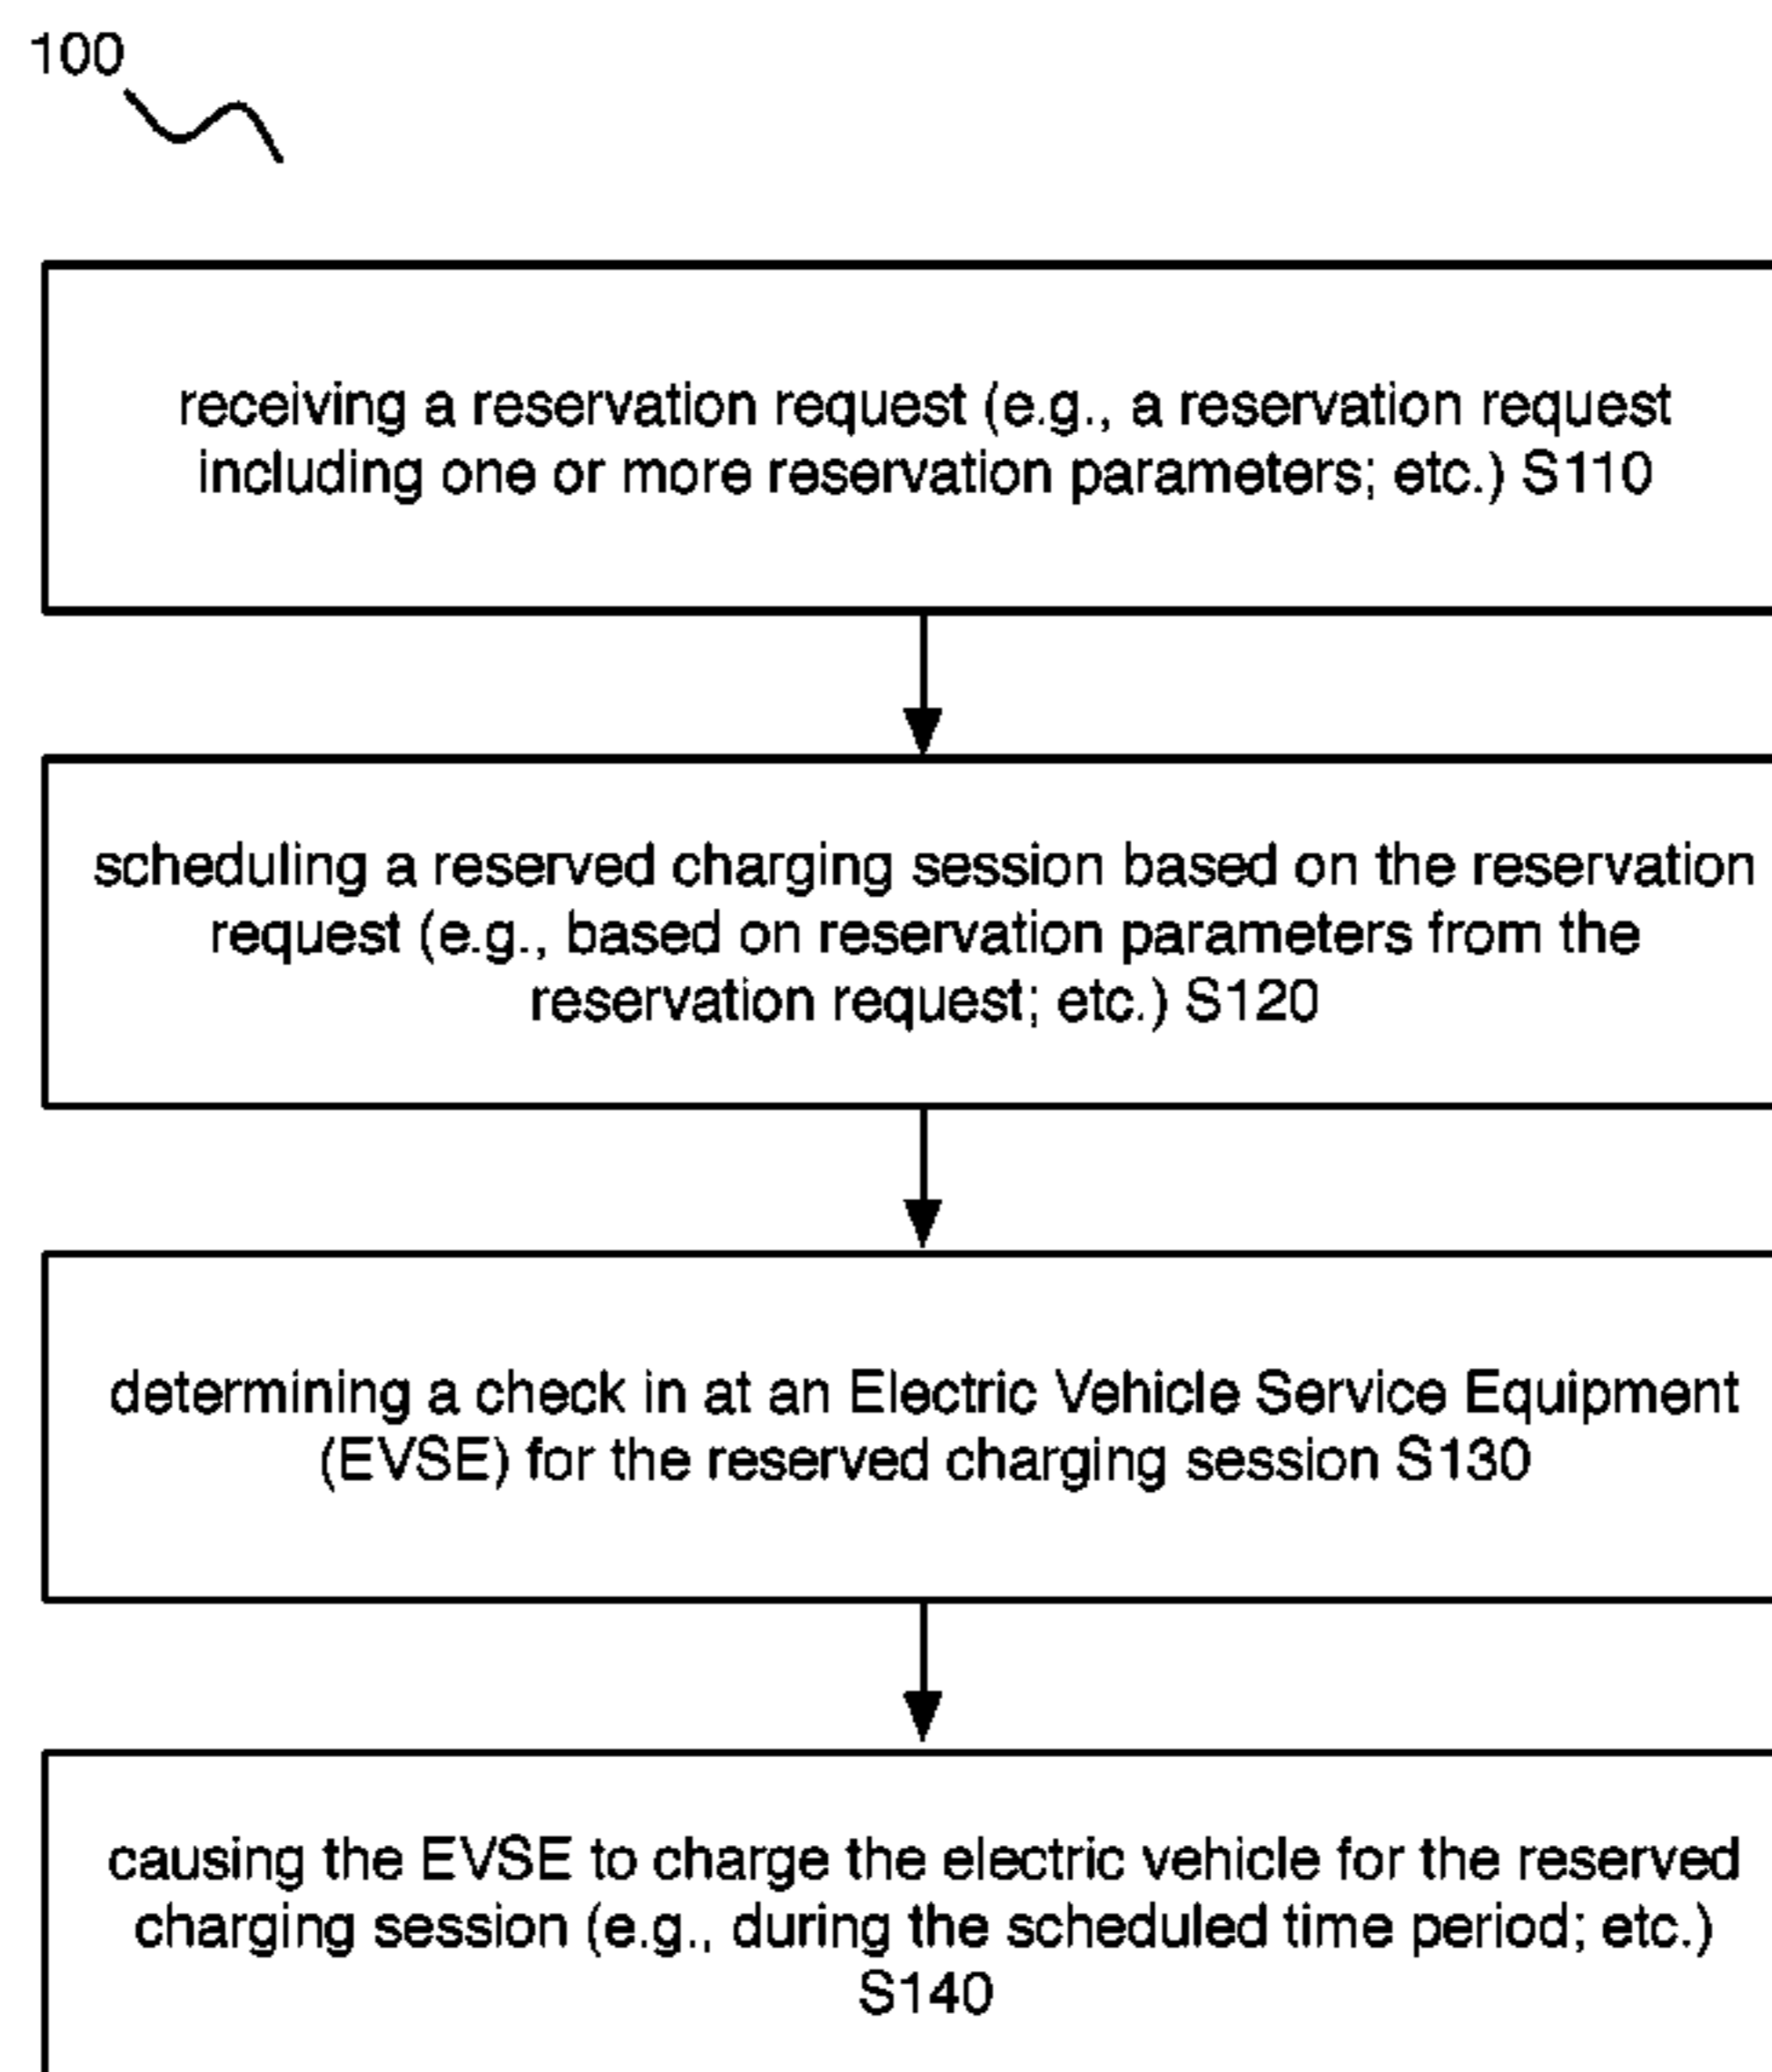 100
receiving a reservation request (e.g., a reservation request
including one or more reservation parameters; etc.) S110
scheduling a reserved charging session based on the reservation
request (e.g., based on reservation parameters from the
reservation request; etc.) S120
determining a check in at an Electric Vehicle Service Equipment
(EVSE) for the reserved charging session S130
causing the EVSE to charge the electric vehicle for the reserved
charging session (e.g., during the scheduled time period; etc.)
S140